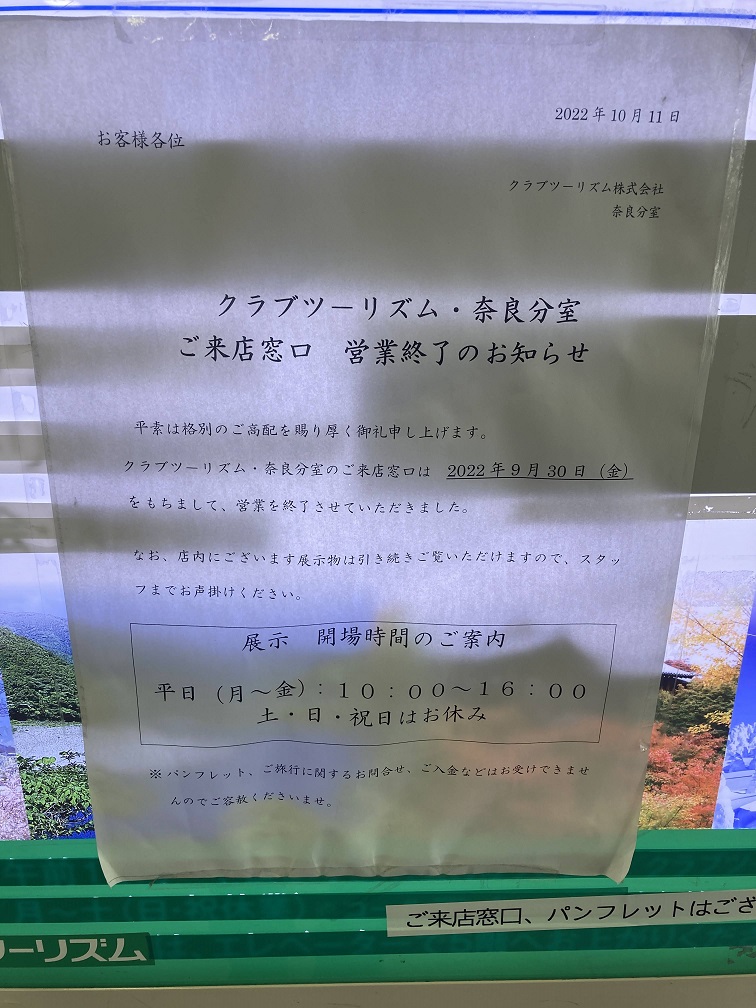 2022年10月11日
お客様各位
クラブツーリズム株式会社
奈良分室
クラブツーリズム・奈良分室
ご来店窓口　営業終了のお知らせ
平素は格別のご高配を賜り厚く御礼申し上げます。
クラブツーリズム・奈良分室のご来店窓口は　2022年9月30日（金）
をもちまして、営業を終了させていただきました。
なお、店内にございます展示物は引き続きご覧いただけますので、スタッ
フまでお声掛けください。
展示　開場時間のご案内
平日（月～金）：１０：００～１６：００
土・日・祝日はお休み
※パンフレット、ご旅行に関するお問合せ、ご入金などはお受けできませ
んのでご容赦くださいませ。
ご来店窓口、パンフレットはござ
ーリズム